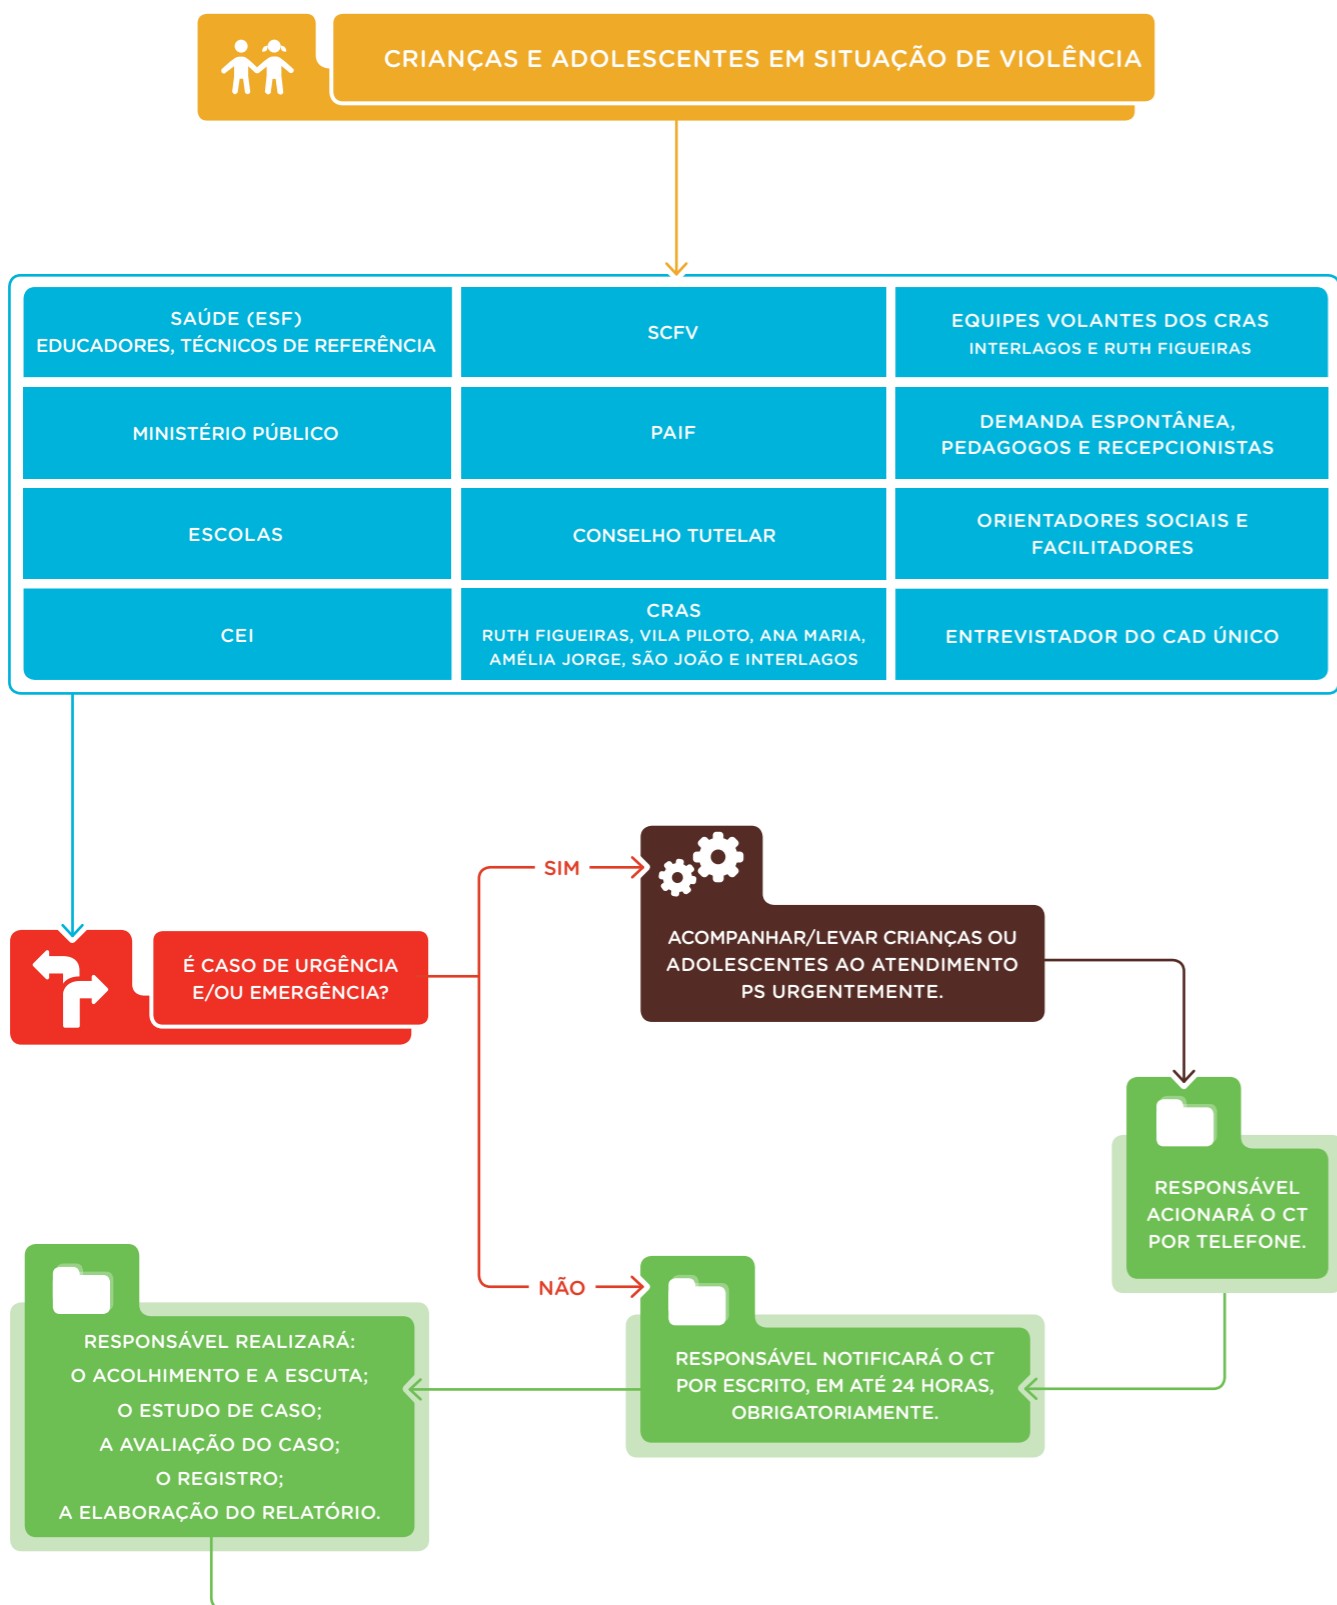 CRIANÇAS E ADOLESCENTES EM SITUAÇÃO DE VIOLÊNCIA
SAÚDE (ESF)
EDUCADORES, TÉCNICOS DE REFERÊNCIA
SCFV
EQUIPES VOLANTES DOS CRAS
INTERLAGOS E RUTH FIGUEIRAS
MINISTÉRIO PÚBLICO
PAIF
DEMANDA ESPONTÂNEA,
PEDAGOGOS E RECEPCIONISTAS
ESCOLAS
CONSELHO TUTELAR
ORIENTADORES SOCIAIS E
FACILITADORES
CEI
CRAS
RUTH FIGUEIRAS, VILA PILOTO, ANA MARIA,
AMÉLIA JORGE, SÃO JOÃO E INTERLAGOS
ENTREVISTADOR DO CAD ÚNICO
É CASO DE URGÊNCIA
E/OU EMERGÊNCIA?
SIM
ACOMPANHAR/LEVAR CRIANÇAS OU
ADOLESCENTES AO ATENDIMENTO
PS URGENTEMENTE.
RESPONSÁVEL
ACIONARÁ O CT
POR TELEFONE.
NÃO
RESPONSÁVEL NOTIFICARÁ O CT
POR ESCRITO, EM ATÉ 24 HORAS,
OBRIGATORIAMENTE.
RESPONSÁVEL REALIZARÁ:
O ACOLHIMENTO E A ESCUTA;
O ESTUDO DE CASO;
A AVALIAÇÃO DO CASO;
O REGISTRO;
A ELABORAÇÃO DO RELATÓRIO.